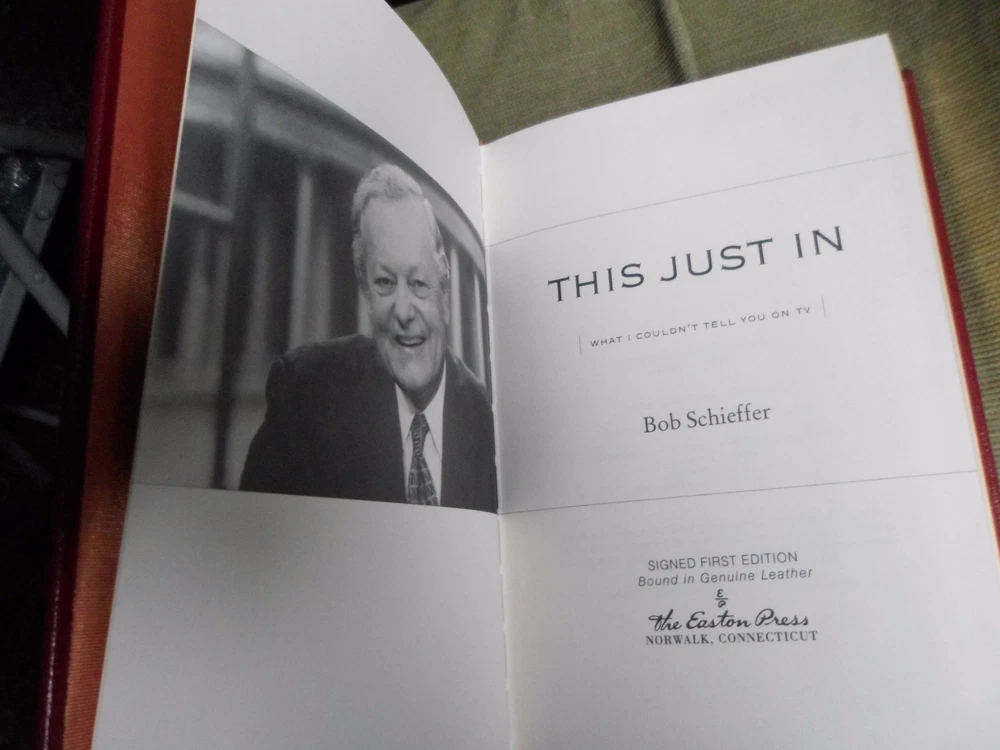 THIS JUST IN
WHAT I COULDN'T TELL YOU ON TV
Bob Schieffer
SIGNED FIRST EDITION
Bound in Genuine Leather
E
P
the Easton Press
NORWALK, CONNECTICUT